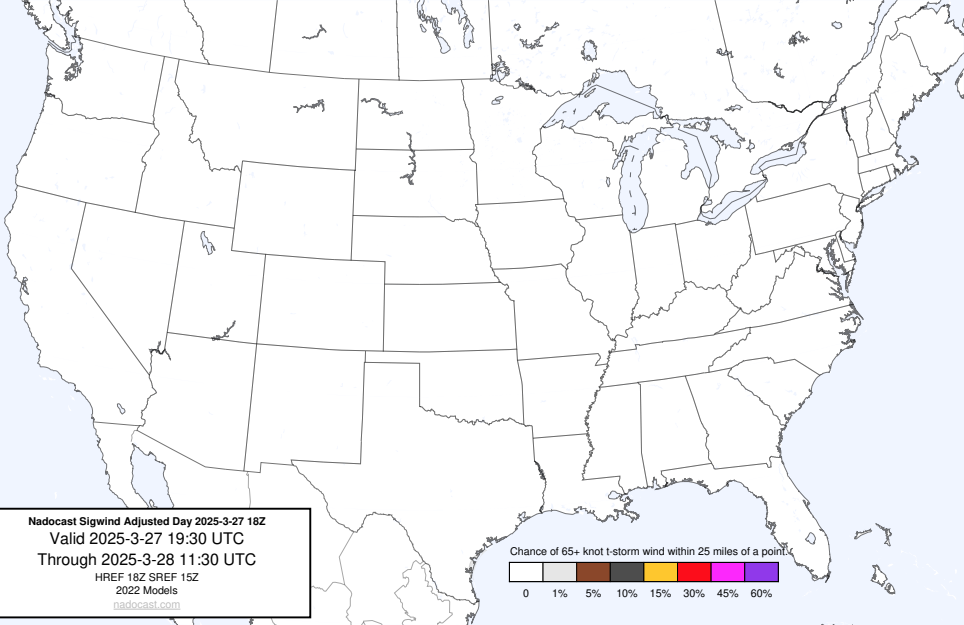 Nadocast Sigwind Adjusted Day 2025-3-27 18Z
Valid 2025-3-27 19:30 UTC
Through 2025-3-28 11:30 UTC
HREF 18Z SREF 15Z
2022 Models
nadocast.com
Chance of 65+ knot t-storm wind within 25 miles of a point.
0 1% 5% 10% 15% 30% 45% 60%